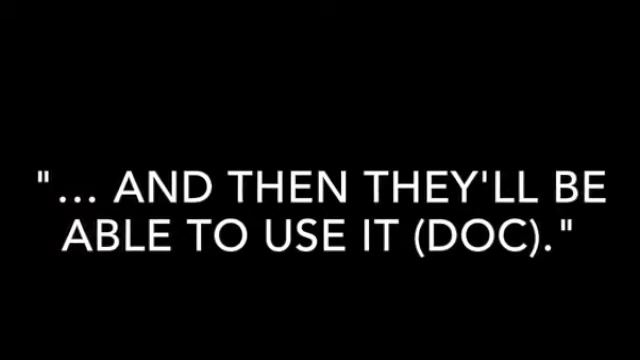 "... AND THEN THEY'LL BE
ABLE TO USE IT (DOC)."